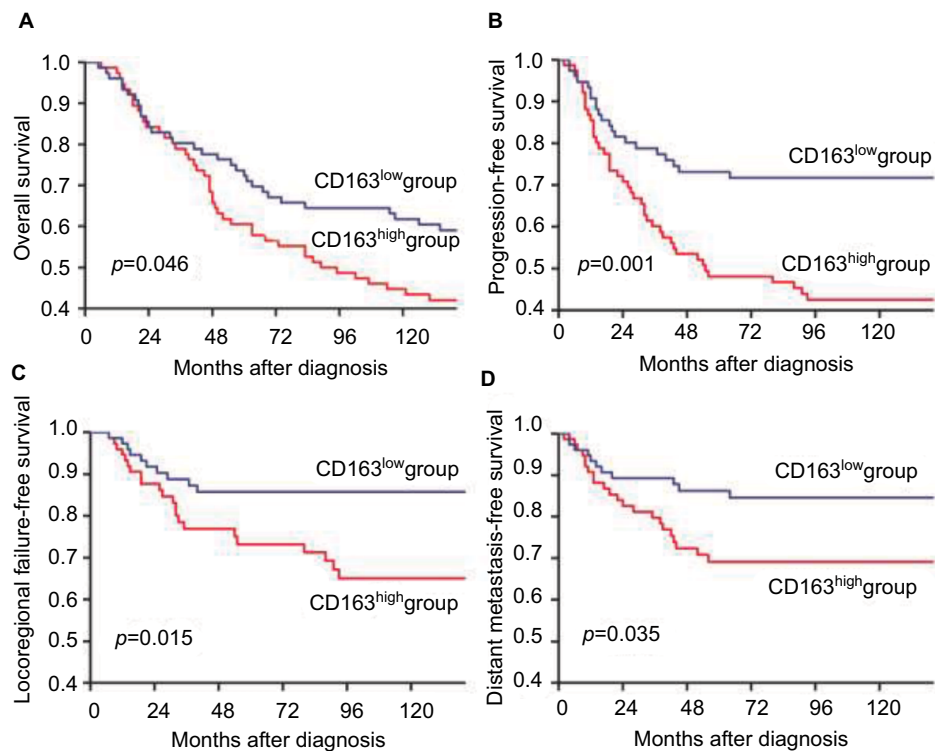 A
Overall survival
1.0
0.9
0.8
0.7
0.6
0.5
0.4
CD163lowgroup
CD163highgroup
p=0.046
0 24 48 72 96 120
Months after diagnosis
B
Progression-free survival
1.0
0.9
0.8
0.7
0.6
0.5
0.4
CD163lowgroup
CD163highgroup
p=0.001
0 24 48 72 96 120
Months after diagnosis
C
Locoregional failure-free survival
1.0
0.9
0.8
0.7
0.6
0.5
0.4
CD163lowgroup
CD163highgroup
p=0.015
0 24 48 72 96 120
Months after diagnosis
D
Distant metastasis-free survival
1.0
0.9
0.8
0.7
0.6
0.5
0.4
CD163lowgroup
CD163highgroup
p=0.035
0 24 48 72 96 120
Months after diagnosis